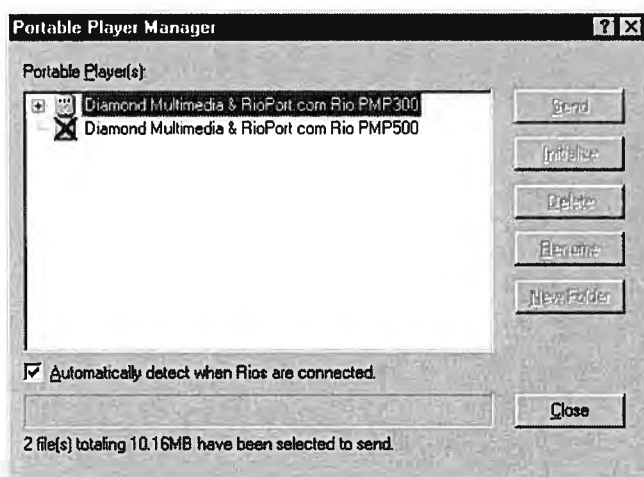 Portable Player Manager
Portable Player(s):
Diamond Multimedia & RioPort.com Rio PMP300
Diamond Multimedia & RioPort.com Rio PMP500
Send
Initialize
Delete
Rename
New Folder
Automatically detect when Rios are connected.
Close
2 file(s) totaling 10.16MB have been selected to send.